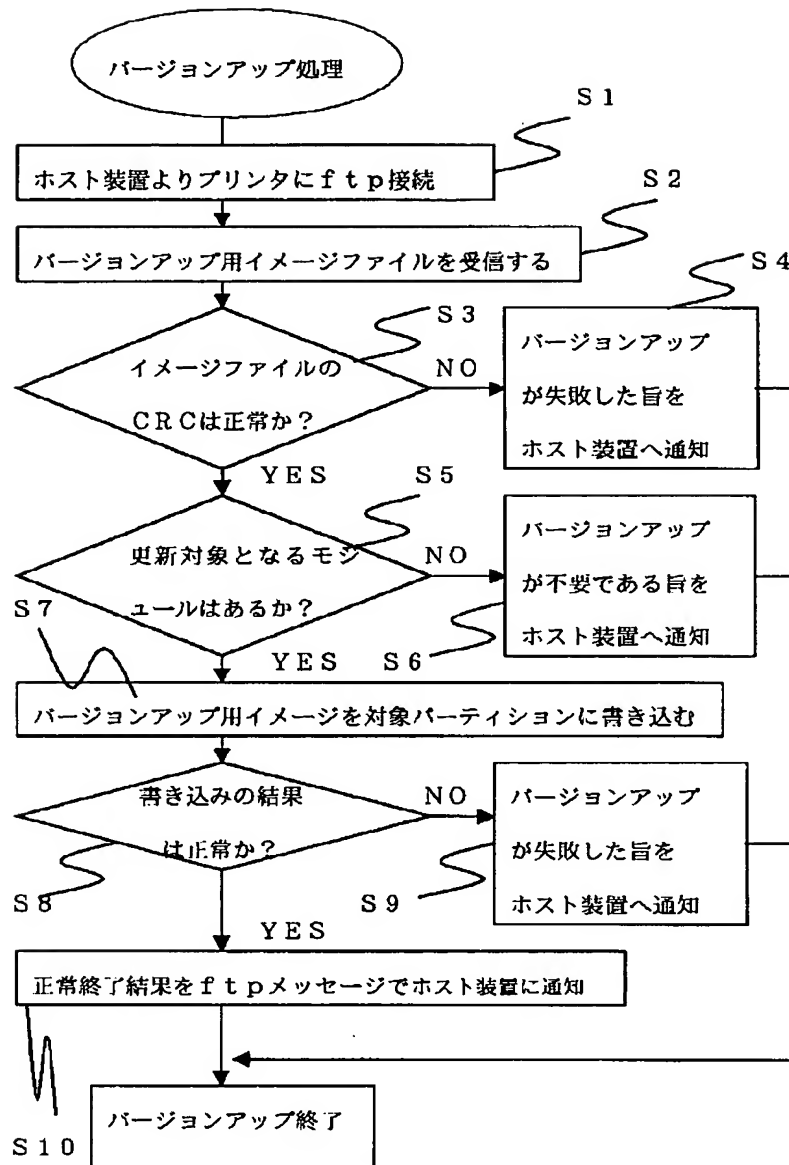 バージョンアップ処理
S1
ホスト装置よりプリンタにftp接続
S2
バージョンアップ用イメージファイルを受信する
S3
イメージファイルの
CRCは正常か?
NO
S4
バージョンアップ
が失敗した旨を
ホスト装置へ通知
YES
S5
更新対象となるモジ
ュールはあるか?
NO
バージョンアップ
が不要である旨を
ホスト装置へ通知
S6
S7
YES
バージョンアップ用イメージを対象パーティションに書き込む
書き込みの結果
は正常か?
NO
S8
バージョンアップ
が失敗した旨を
ホスト装置へ通知
S9
YES
正常終了結果をftpメッセージでホスト装置に通知
S10
バージョンアップ終了